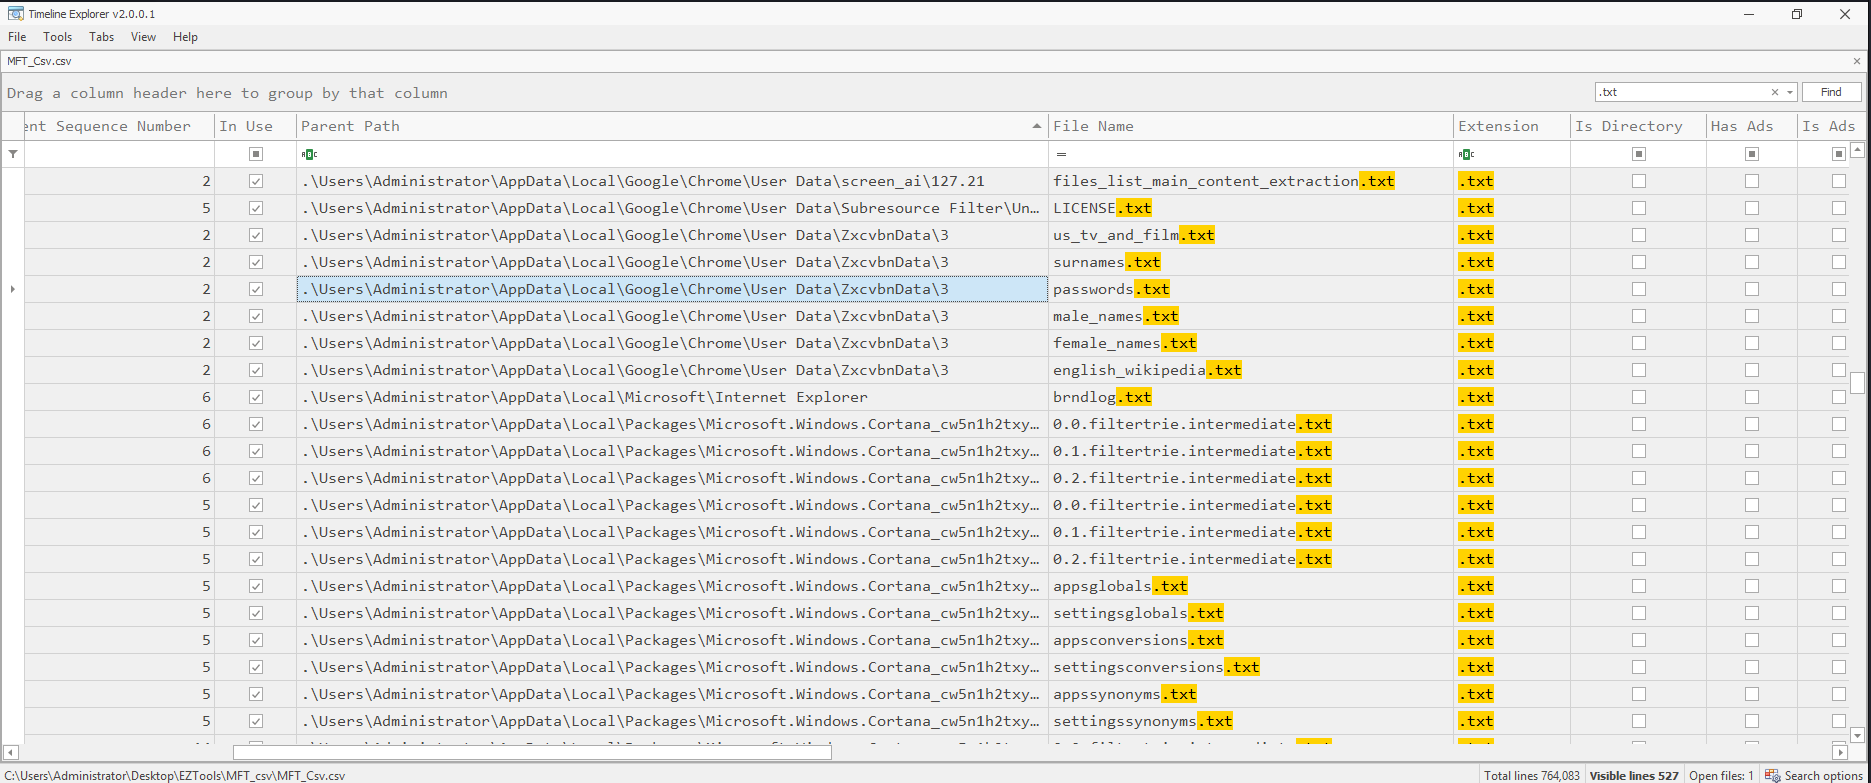 Timeline Explorer v2.0.0.1
File Tools Tabs View Help
MFT_Csv.csv
Drag a column header here to group by that column
.txt Find
ent Sequence Number In Use Parent Path File Name Extension Is Directory Has Ads Is Ads
2 .\Users\Administrator\AppData\Local\Google\Chrome\User Data\screen_ai\127.21 files_list_main_content_extraction.txt .txt
5 .\Users\Administrator\AppData\Local\Google\Chrome\User Data\Subresource Filter\Un… LICENSE.txt .txt
2 .\Users\Administrator\AppData\Local\Google\Chrome\User Data\ZxcvbnData\3 us_tv_and_film.txt .txt
2 .\Users\Administrator\AppData\Local\Google\Chrome\User Data\ZxcvbnData\3 surnames.txt .txt
2 .\Users\Administrator\AppData\Local\Google\Chrome\User Data\ZxcvbnData\3 passwords.txt .txt
2 .\Users\Administrator\AppData\Local\Google\Chrome\User Data\ZxcvbnData\3 male_names.txt .txt
2 .\Users\Administrator\AppData\Local\Google\Chrome\User Data\ZxcvbnData\3 female_names.txt .txt
2 .\Users\Administrator\AppData\Local\Google\Chrome\User Data\ZxcvbnData\3 english_wikipedia.txt .txt
6 .\Users\Administrator\AppData\Local\Microsoft\Internet Explorer brndlog.txt .txt
6 .\Users\Administrator\AppData\Local\Packages\Microsoft.Windows.Cortana_cw5n1h2txy… 0.0.filtertrie.intermediate.txt .txt
6 .\Users\Administrator\AppData\Local\Packages\Microsoft.Windows.Cortana_cw5n1h2txy… 0.1.filtertrie.intermediate.txt .txt
6 .\Users\Administrator\AppData\Local\Packages\Microsoft.Windows.Cortana_cw5n1h2txy… 0.2.filtertrie.intermediate.txt .txt
5 .\Users\Administrator\AppData\Local\Packages\Microsoft.Windows.Cortana_cw5n1h2txy… 0.0.filtertrie.intermediate.txt .txt
5 .\Users\Administrator\AppData\Local\Packages\Microsoft.Windows.Cortana_cw5n1h2txy… 0.1.filtertrie.intermediate.txt .txt
5 .\Users\Administrator\AppData\Local\Packages\Microsoft.Windows.Cortana_cw5n1h2txy… 0.2.filtertrie.intermediate.txt .txt
5 .\Users\Administrator\AppData\Local\Packages\Microsoft.Windows.Cortana_cw5n1h2txy… appsglobals.txt .txt
5 .\Users\Administrator\AppData\Local\Packages\Microsoft.Windows.Cortana_cw5n1h2txy… settingsglobals.txt .txt
5 .\Users\Administrator\AppData\Local\Packages\Microsoft.Windows.Cortana_cw5n1h2txy… appsconversions.txt .txt
5 .\Users\Administrator\AppData\Local\Packages\Microsoft.Windows.Cortana_cw5n1h2txy… settingsconversions.txt .txt
5 .\Users\Administrator\AppData\Local\Packages\Microsoft.Windows.Cortana_cw5n1h2txy… appssynonyms.txt .txt
5 .\Users\Administrator\AppData\Local\Packages\Microsoft.Windows.Cortana_cw5n1h2txy… settingssynonyms.txt .txt
C:\Users\Administrator\Desktop\EZTools\MFT_csv\MFT_Csv.csv Total lines 764,083 Visible lines 527 Open files: 1 Search options